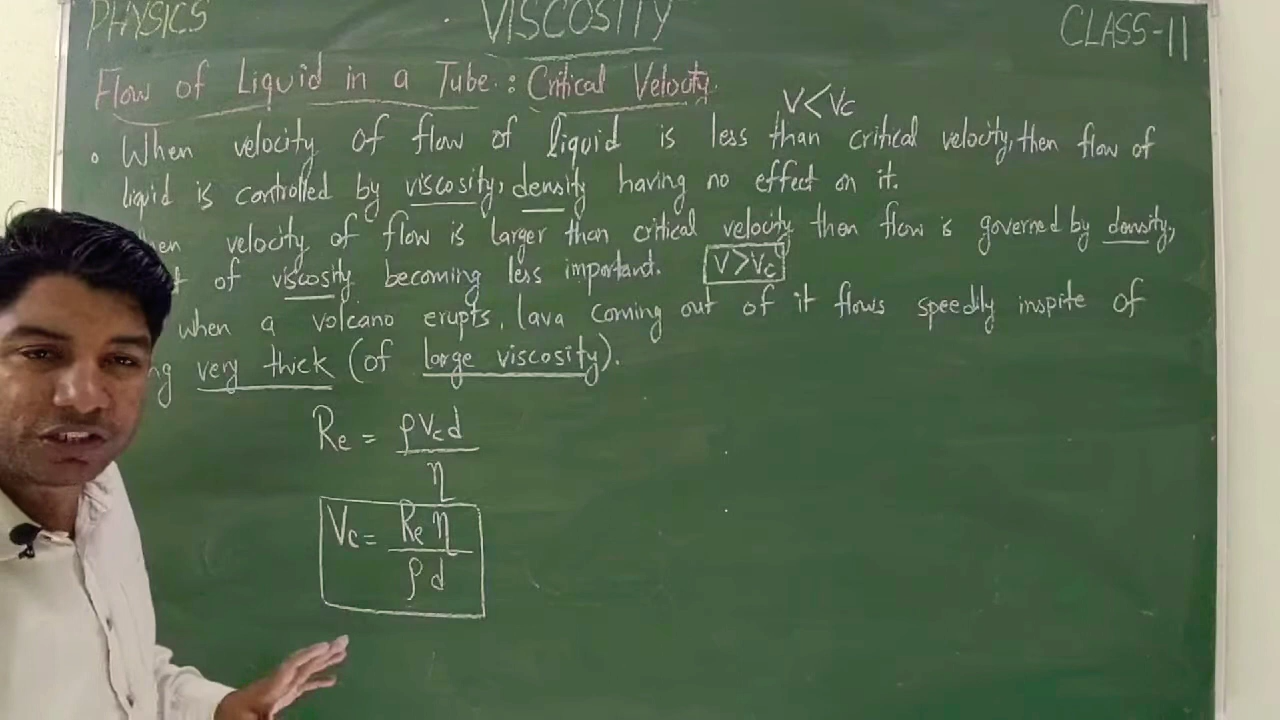 PHYSICS VISCOSITY CLASS-11
Flow of Liquid in a Tube : Critical Velocity.
V<Vc
• When velocity of flow of liquid is less than critical velocity, then flow of
liquid is controlled by viscosity, density having no effect on it.
velocity of flow is larger than critical velocity then flow is governed by density,
of viscosity becoming less important. V>Vc
when a volcano erupts, lava coming out of it flows speedily inspite of
very thick (of large viscosity).
Re = ρVcd / η
Vc = Re η / ρd